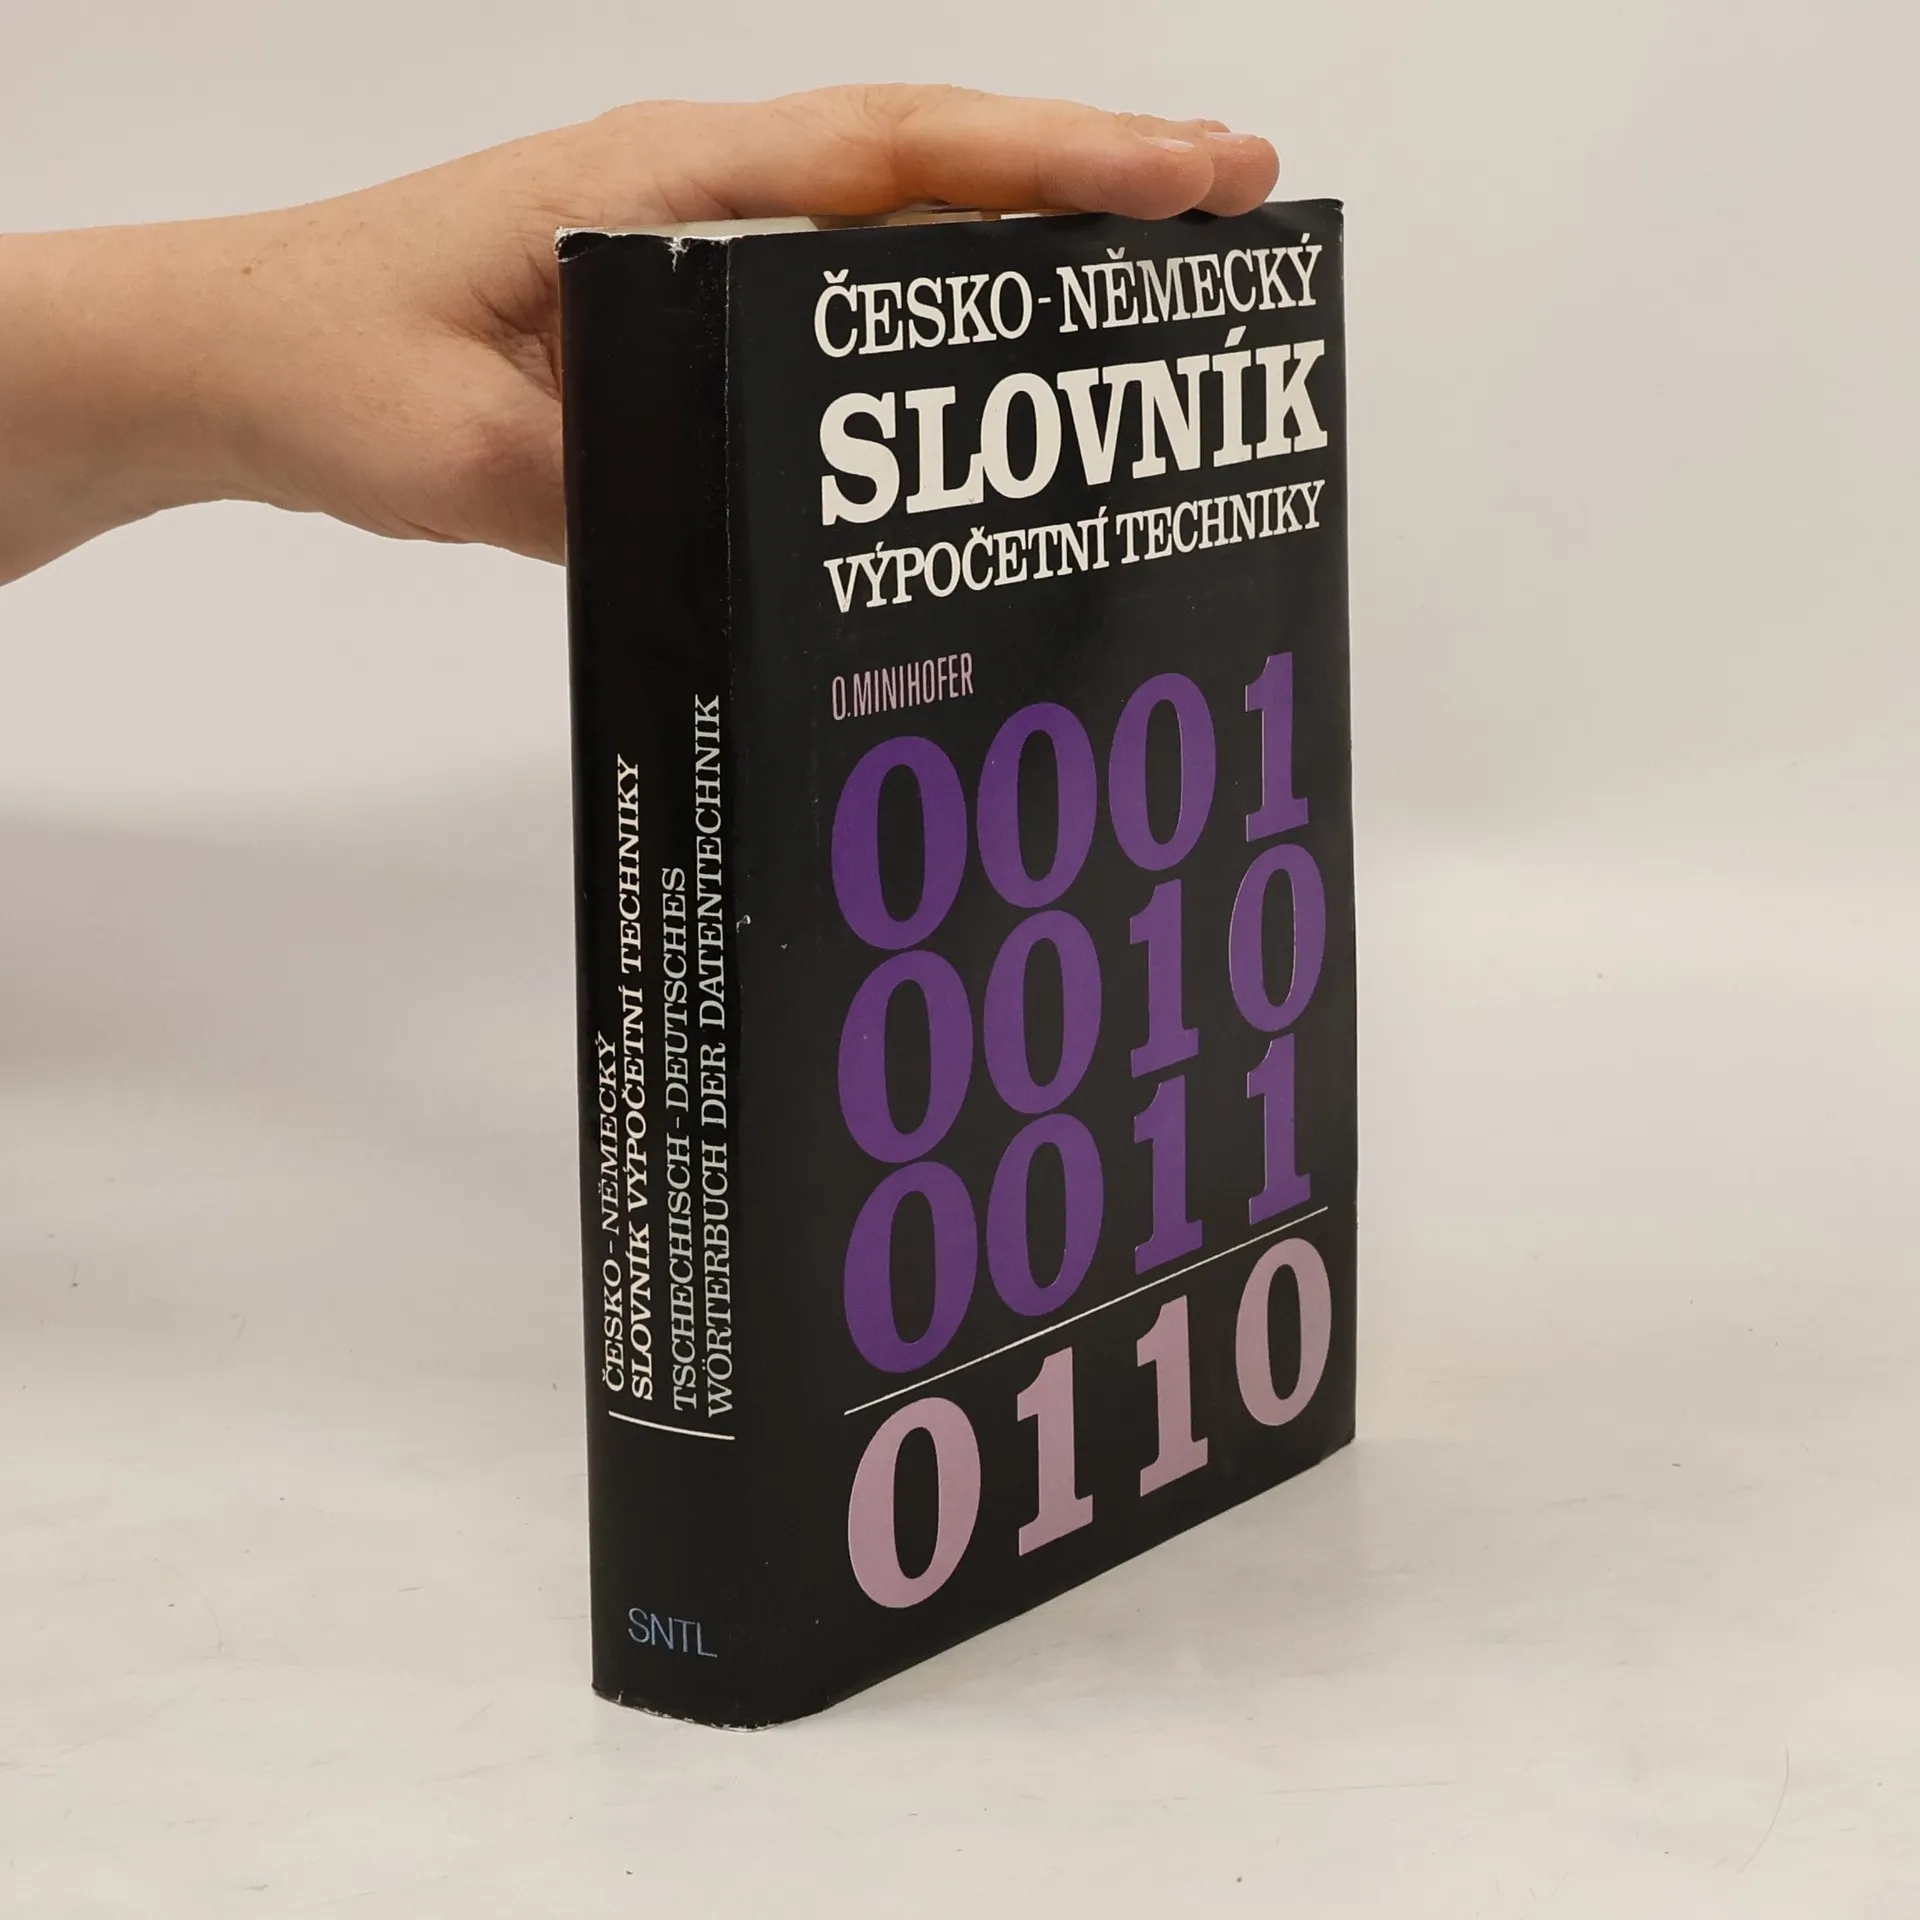 ČESKO-NĚMECKÝ
SLOVNÍK
VÝPOČETNÍ TECHNIKY
O.MINIHOFER
0001
0010
0011
0110
ČESKO-NĚMECKÝ
SLOVNÍK VÝPOČETNÍ TECHNIKY
TSCHECHISCH-DEUTSCHES
WÖRTERBUCH DER DATENTECHNIK
SNTL